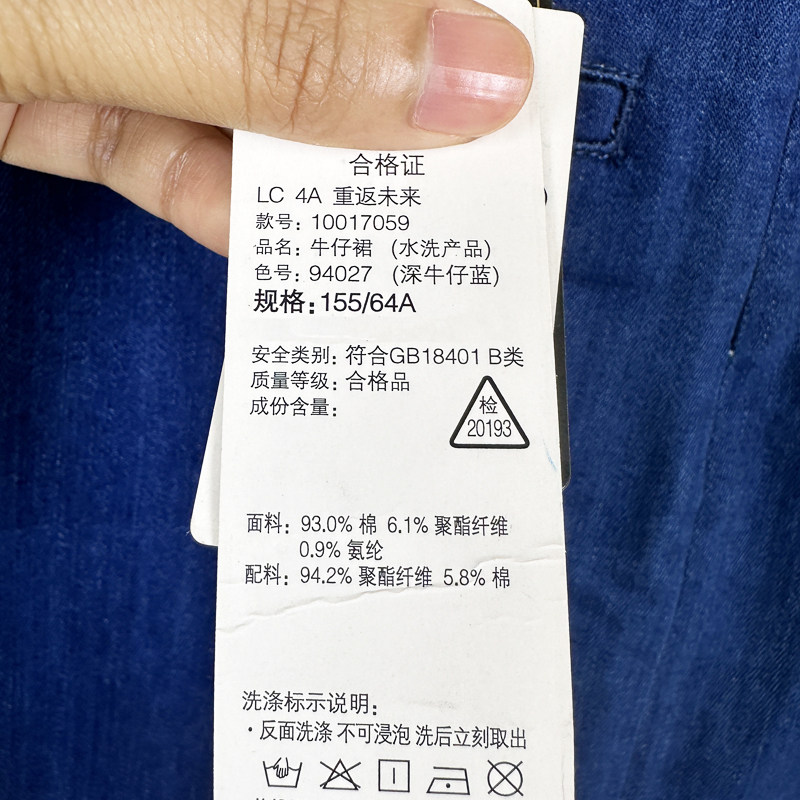 合格证
LC 4A 重返未来
款号: 10017059
品名: 牛仔裙 (水洗产品)
色号: 94027 (深牛仔蓝)
规格: 155/64A
安全类别: 符合GB18401 B类
质量等级: 合格品
成份含量:
检
20193
面料: 93.0% 棉 6.1% 聚酯纤维
0.9% 氨纶
配料: 94.2% 聚酯纤维 5.8% 棉
洗涤标示说明:
·反面洗涤 不可浸泡 洗后立刻取出